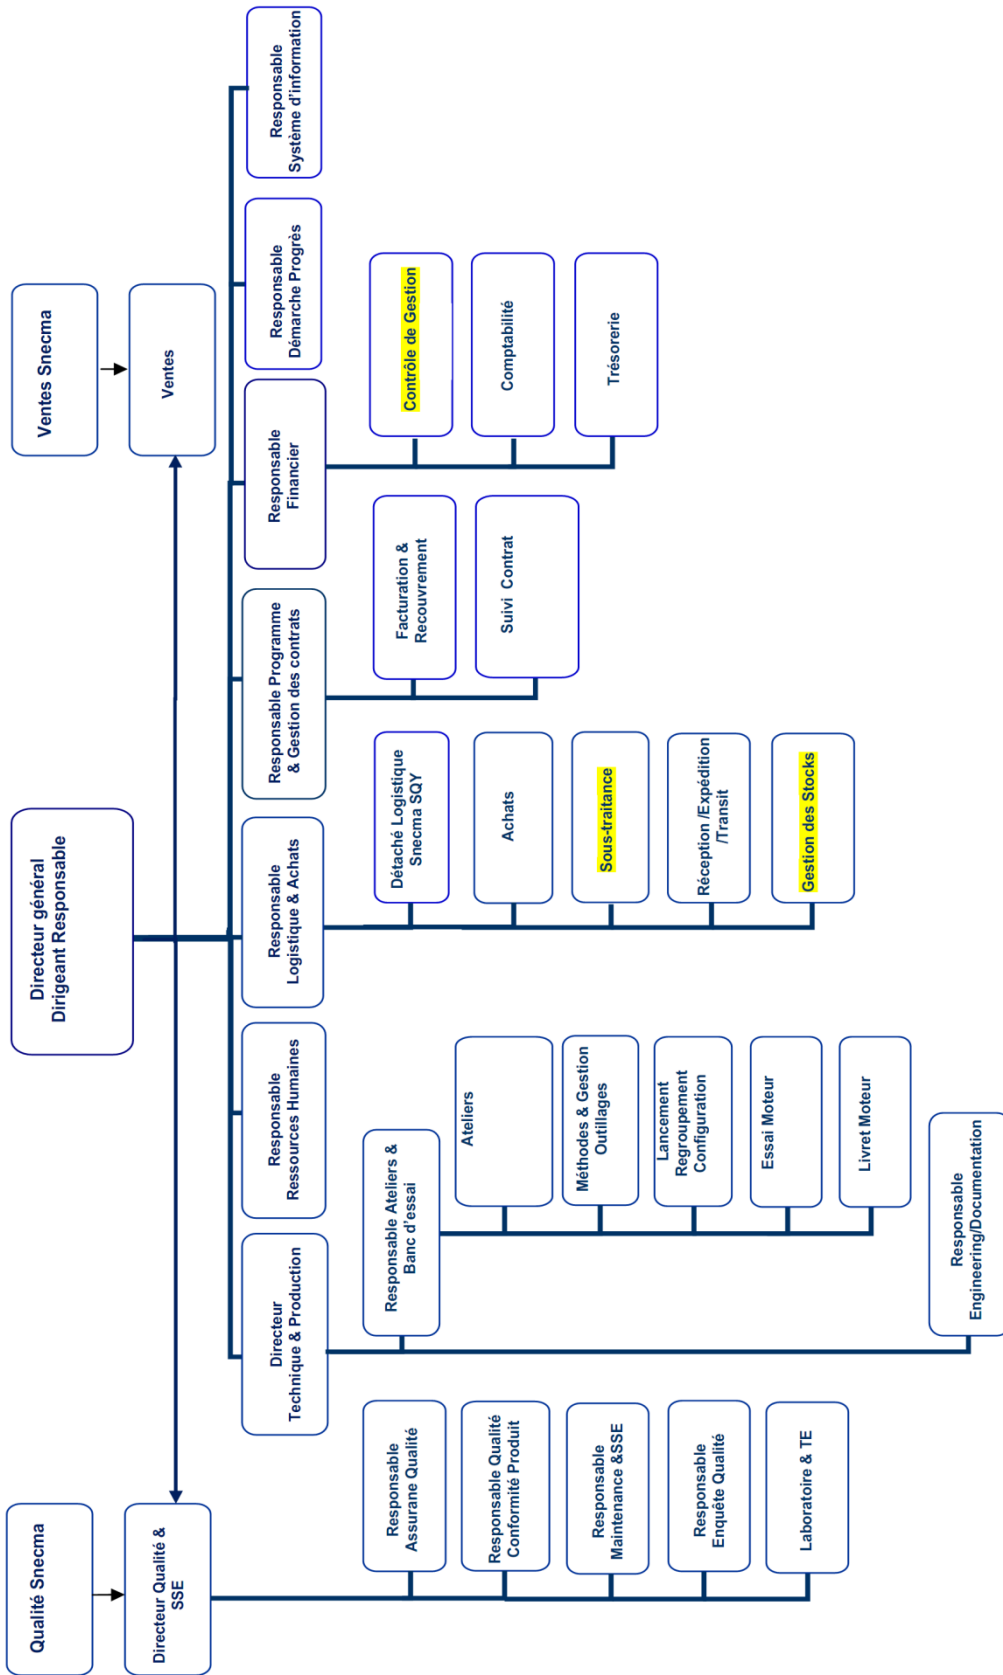 Qualité Snecma
Directeur général
Dirigeant Responsable
Ventes Snecma
Directeur Qualité &
SSE
Ventes
Directeur
Technique & Production
Responsable
Ressources Humaines
Responsable
Logistique & Achats
Responsable Programme
& Gestion des contrats
Responsable
Financier
Responsable
Démarche Progrès
Responsable
Système d'information
Responsable
Assurane Qualité
Responsable Qualité
Conformité Produit
Responsable
Maintenance &SSE
Responsable
Enquête Qualité
Laboratoire & TE
Responsable Ateliers &
Banc d'essai
Ateliers
Méthodes & Gestion
Outillages
Lancement
Regroupement
Configuration
Essai Moteur
Livret Moteur
Responsable
Engineering/Documentation
Détaché Logistique
Snecma SQY
Achats
Sous-traitance
Réception /Expédition
/Transit
Gestion des Stocks
Facturation &
Recouvrement
Suivi Contrat
Contrôle de Gestion
Comptabilité
Trésorerie